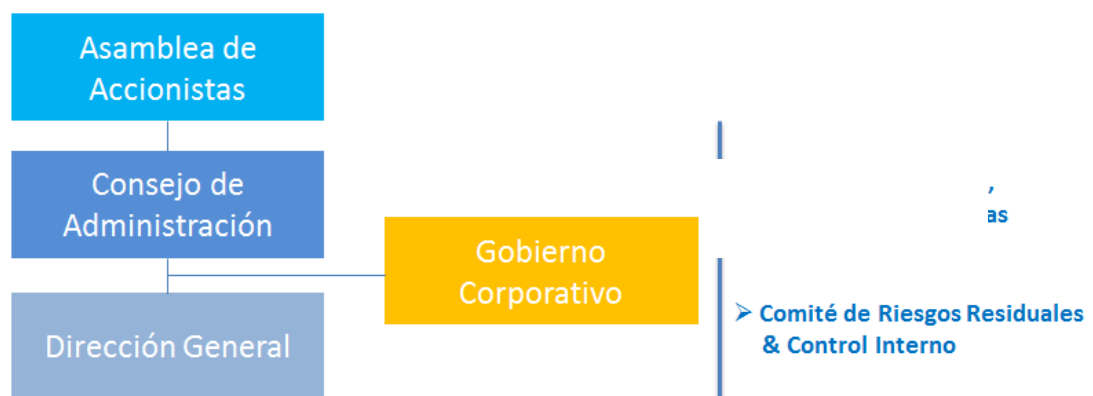 Asamblea de
Accionistas
Consejo de
Administración
Gobierno
Corporativo
Dirección General
➢ Comité de Riesgos Residuales
& Control Interno